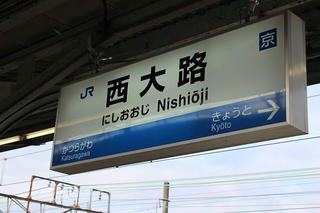 京
JR 西大路
にしおおじ Nishiōji
かつらがわ きょうと
Katsuragawa Kyōto